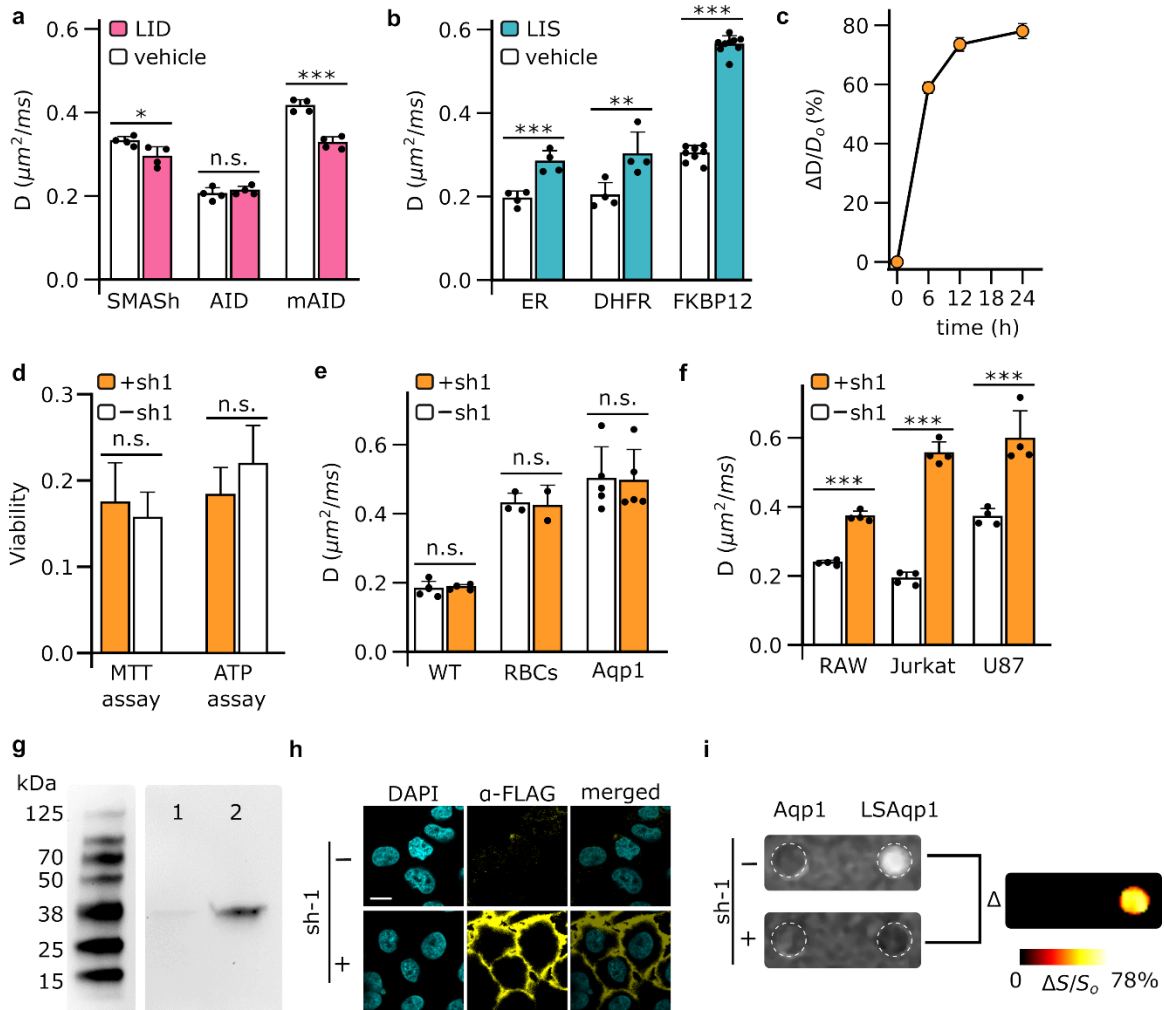 a
LID
vehicle
D (μm²/ms)
0.6
0.4
0.2
0.0
*
n.s.
***
SMASh AID mAID
b
LIS
vehicle
D (μm²/ms)
0.6
0.4
0.2
0.0
***
**
***
ER DHFR FKBP12
c
ΔD/Dₒ (%)
80
60
40
20
0
0 6 12 18 24
time (h)
d
+sh1
−sh1
Viability
0.3
0.2
0.1
0.0
n.s.
n.s.
MTT assay
ATP assay
e
+sh1
−sh1
D (μm²/ms)
0.6
0.4
0.2
0.0
n.s.
n.s.
n.s.
WT RBCs Aqp1
f
+sh1
−sh1
D (μm²/ms)
0.6
0.4
0.2
0.0
***
***
***
RAW Jurkat U87
g
kDa
125
70
50
38
25
15
1 2
h
DAPI α-FLAG merged
sh-1
−
+
i
Aqp1 LSAqp1
sh-1
−
+
Δ
0 ΔS/Sₒ 78%